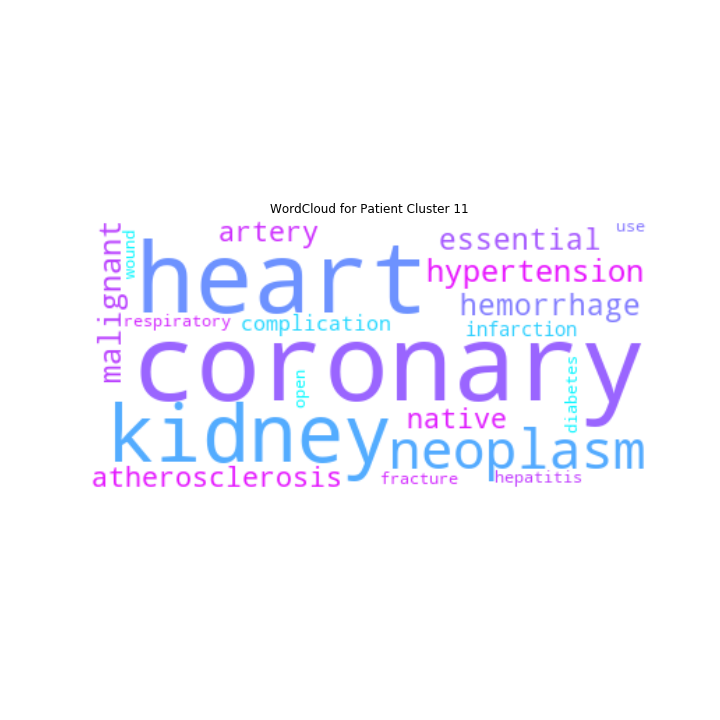 WordCloud for Patient Cluster 11
use
artery
essential
wound
malignant
heart
hypertension
hemorrhage
respiratory
complication
infarction
coronary
open
diabetes
kidney
native
neoplasm
atherosclerosis
fracture
hepatitis